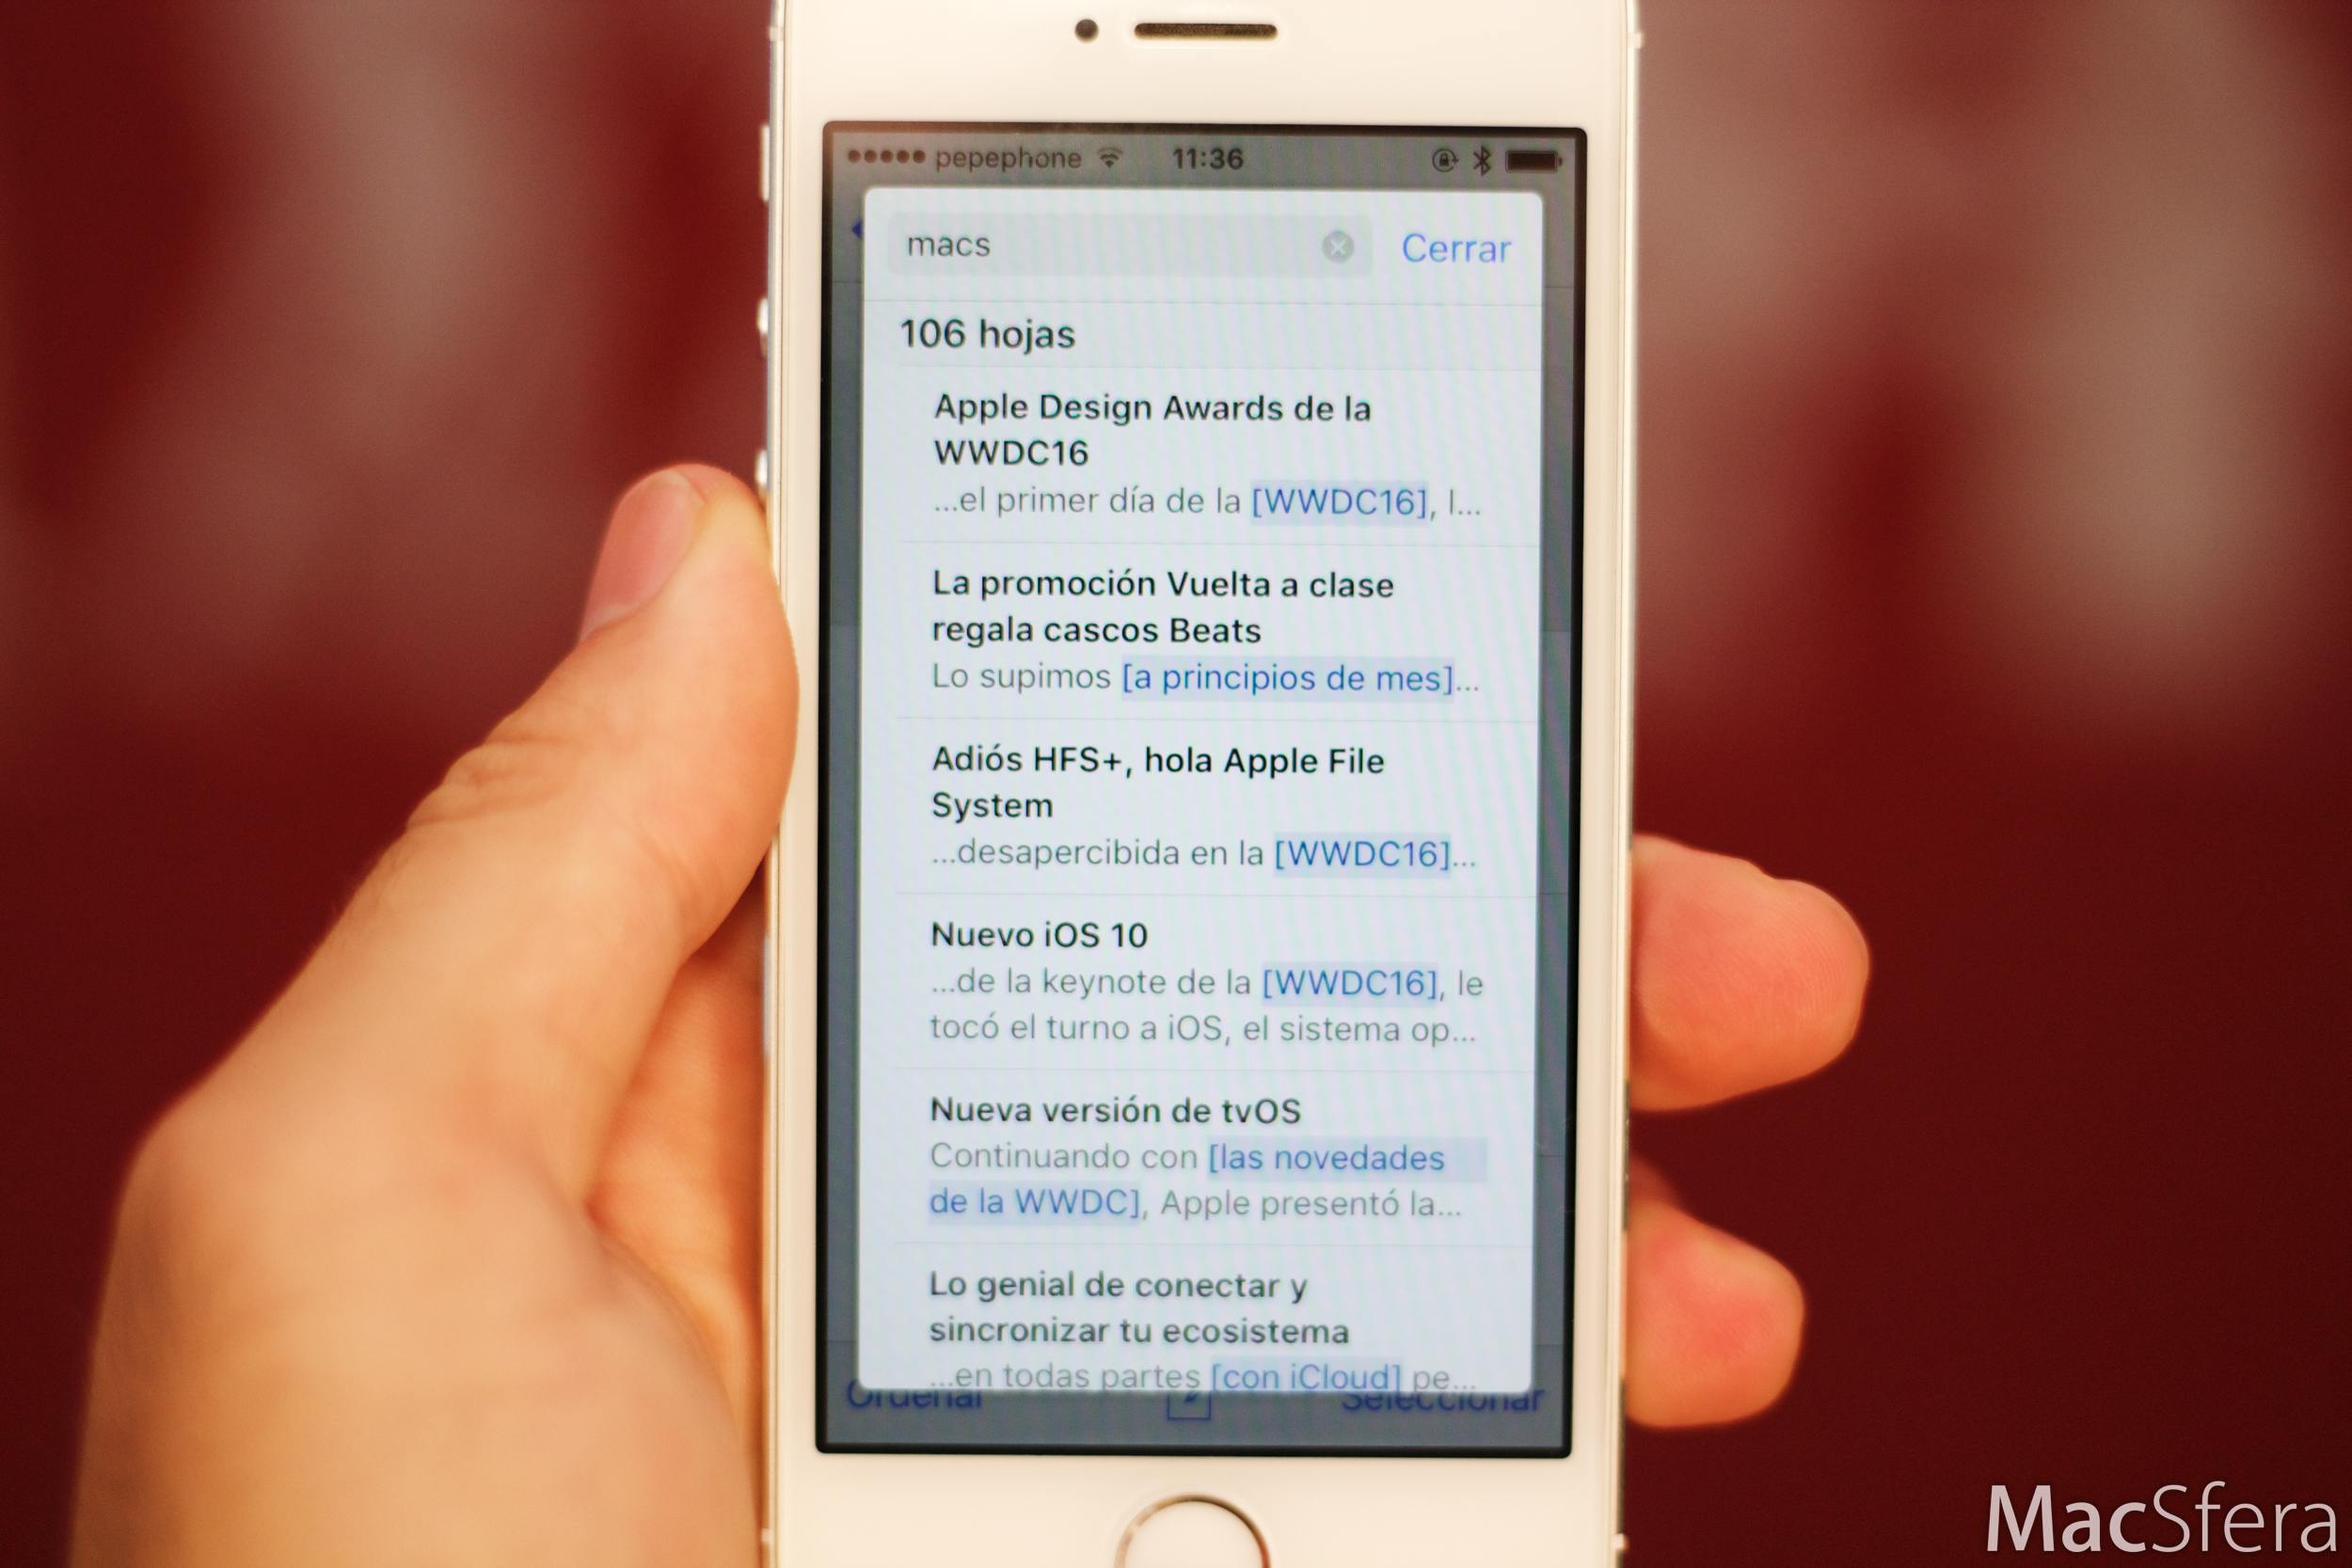 pepephone 11:36
macs
Cerrar
106 hojas
Apple Design Awards de la
WWDC16
...el primer día de la [WWDC16], l...
La promoción Vuelta a clase
regala cascos Beats
Lo supimos [a principios de mes]...
Adiós HFS+, hola Apple File
System
...desapercibida en la [WWDC16]...
Nuevo iOS 10
...de la keynote de la [WWDC16], le
tocó el turno a iOS, el sistema op...
Nueva versión de tvOS
Continuando con [las novedades
de la WWDC], Apple presentó la...
Lo genial de conectar y
sincronizar tu ecosistema
...en todas partes [con iCloud] pe...
Ordenar
Seleccionar
MacSfera